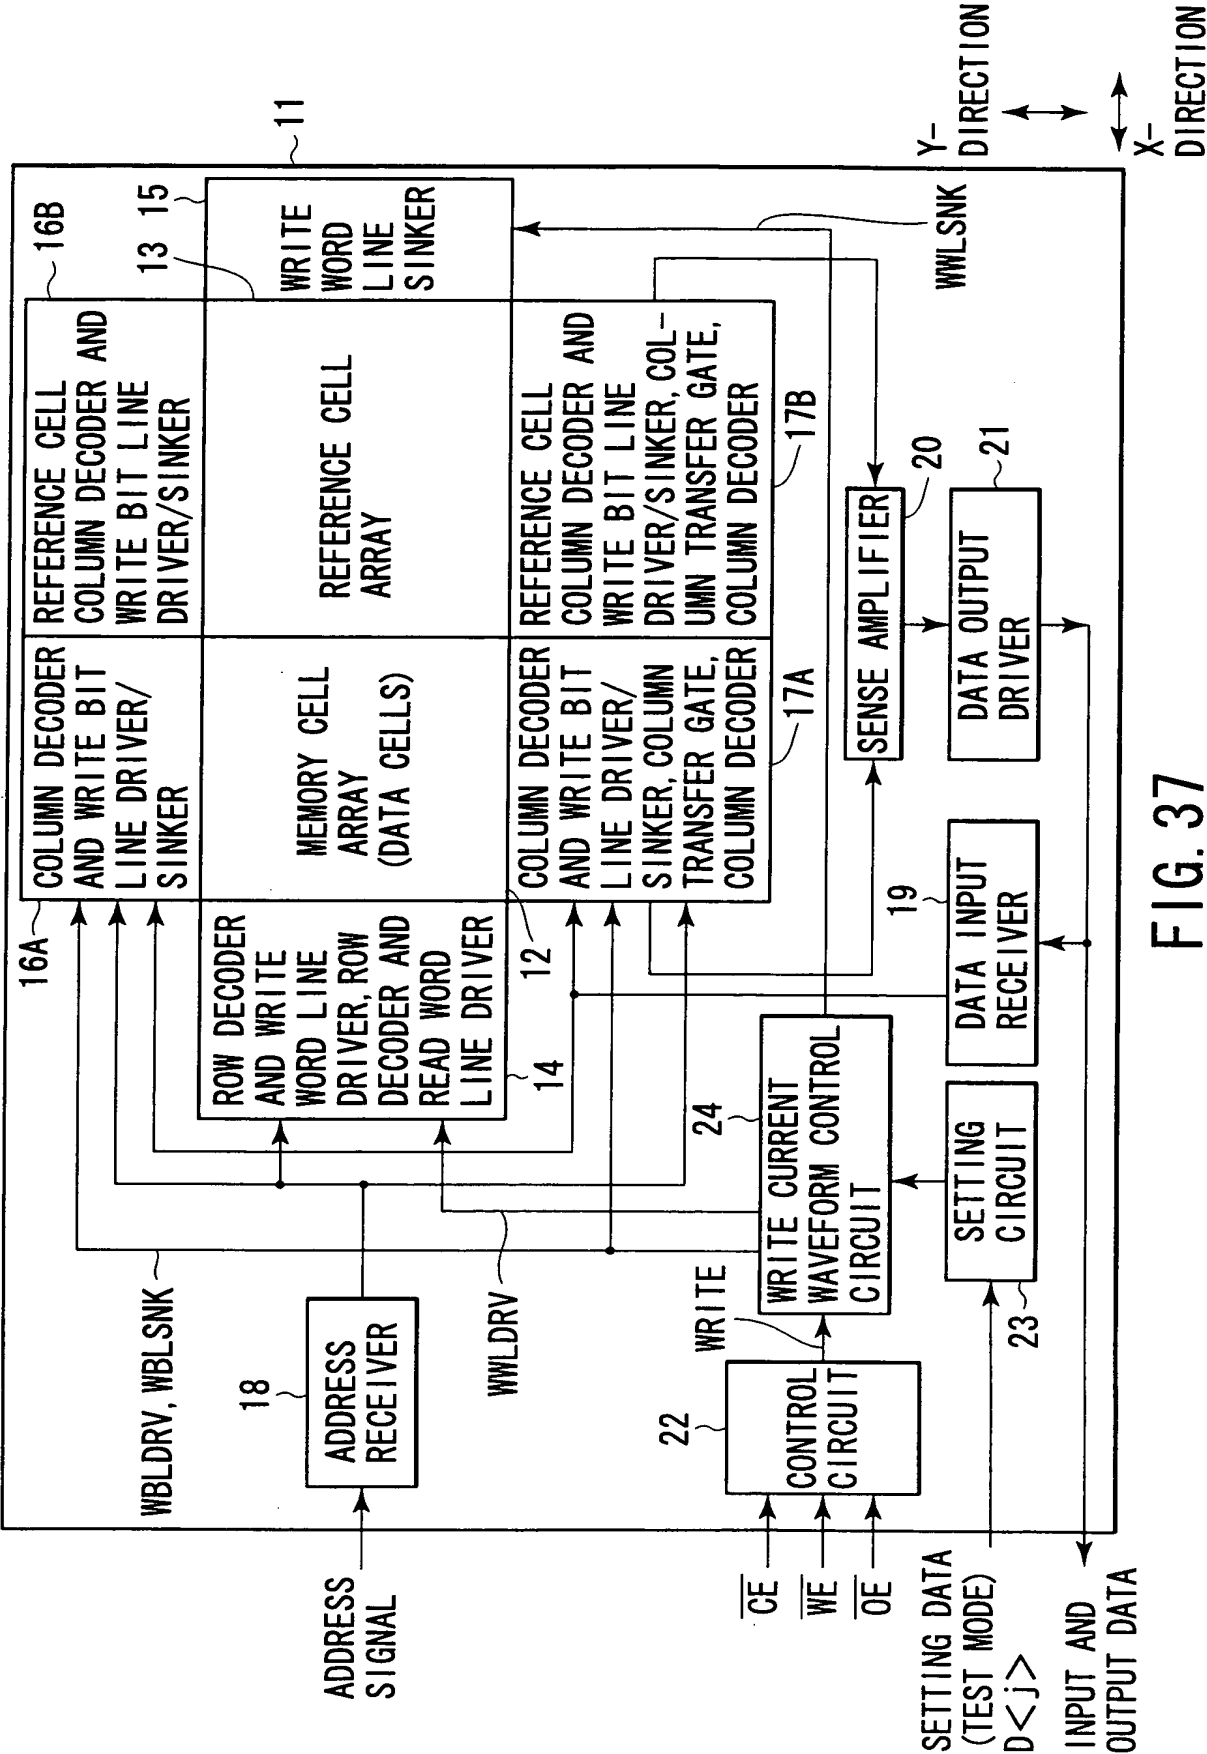 11
16A
COLUMN DECODER
AND WRITE BIT
LINE DRIVER/
SINKER
REFERENCE CELL
COLUMN DECODER AND
WRITE BIT LINE
DRIVER/SINKER
16B
13
15
ROW DECODER
AND WRITE
WORD LINE
DRIVER, ROW
DECODER AND
READ WORD
LINE DRIVER
14
MEMORY CELL
ARRAY
(DATA CELLS)
12
REFERENCE CELL
ARRAY
WRITE
WORD
LINE
SINKER
COLUMN DECODER
AND WRITE BIT
LINE DRIVER/
SINKER, COLUMN
TRANSFER GATE,
COLUMN DECODER
17A
REFERENCE CELL
COLUMN DECODER AND
WRITE BIT LINE
DRIVER/SINKER, COL-
UMN TRANSFER GATE,
COLUMN DECODER
17B
WBLDRV, WBLSNK
ADDRESS
SIGNAL
18
ADDRESS
RECEIVER
WWLDRV
WWLSNK
22
CONTROL
CIRCUIT
CE
WE
OE
WRITE
24
WRITE CURRENT
WAVEFORM CONTROL
CIRCUIT
SENSE AMPLIFIER
20
SETTING DATA
(TEST MODE)
D<j>
23
SETTING
CIRCUIT
19
DATA INPUT
RECEIVER
DATA OUTPUT
DRIVER
21
INPUT AND
OUTPUT DATA
Y-
DIRECTION
X-
DIRECTION
FIG. 37